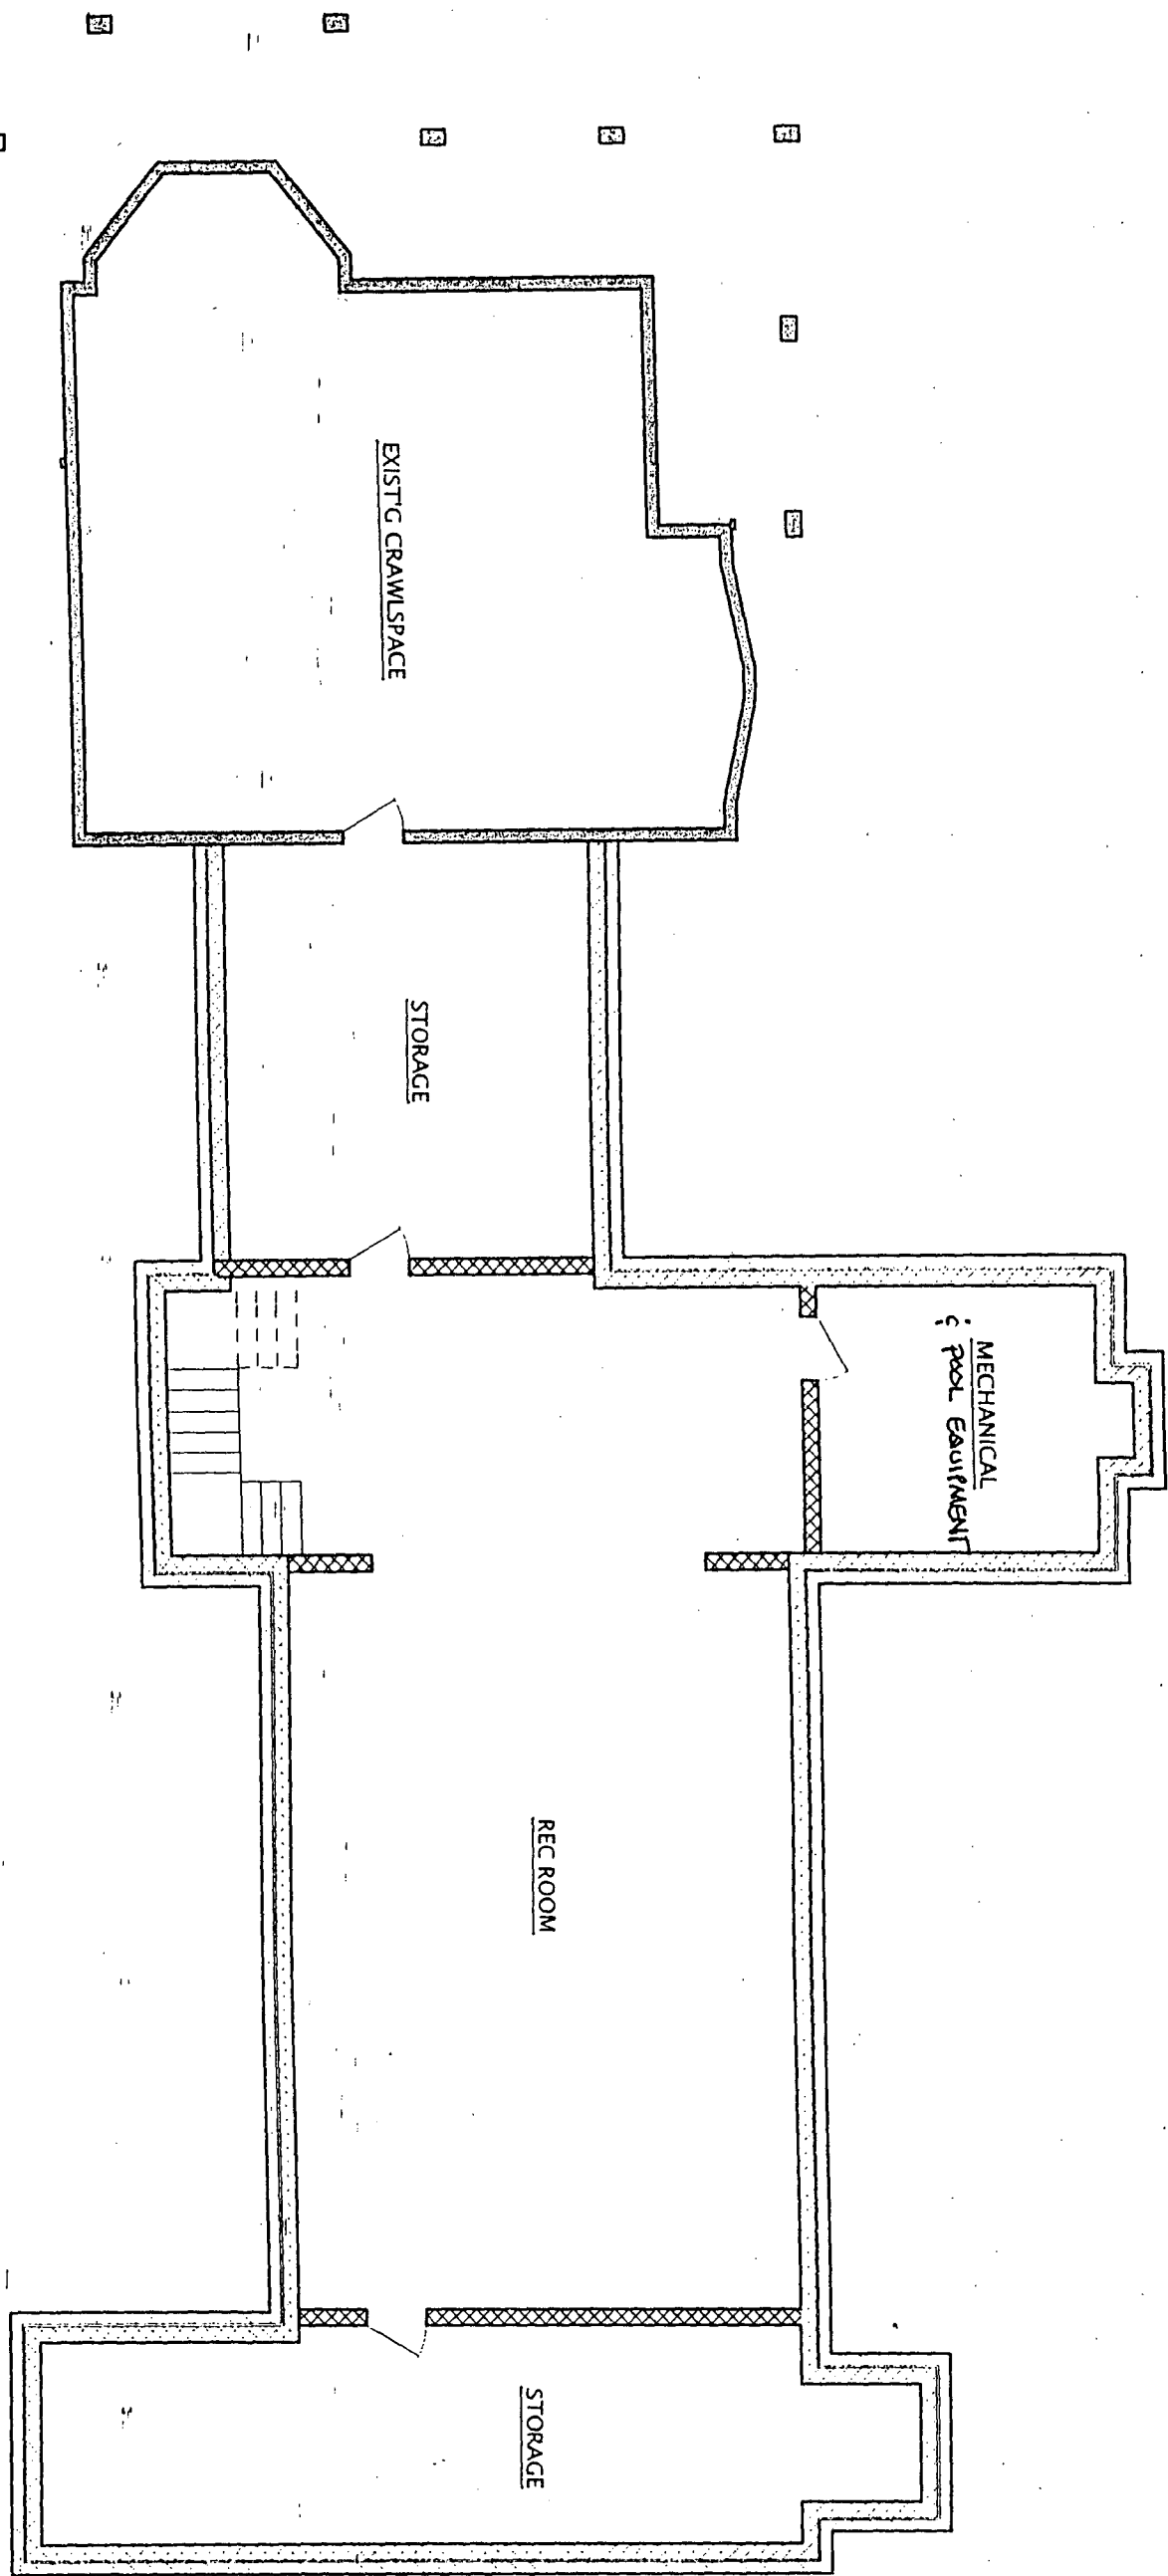 EXIST'G CRAWLSPACE
STORAGE
MECHANICAL
& POOL EQUIPMENT
REC ROOM
STORAGE